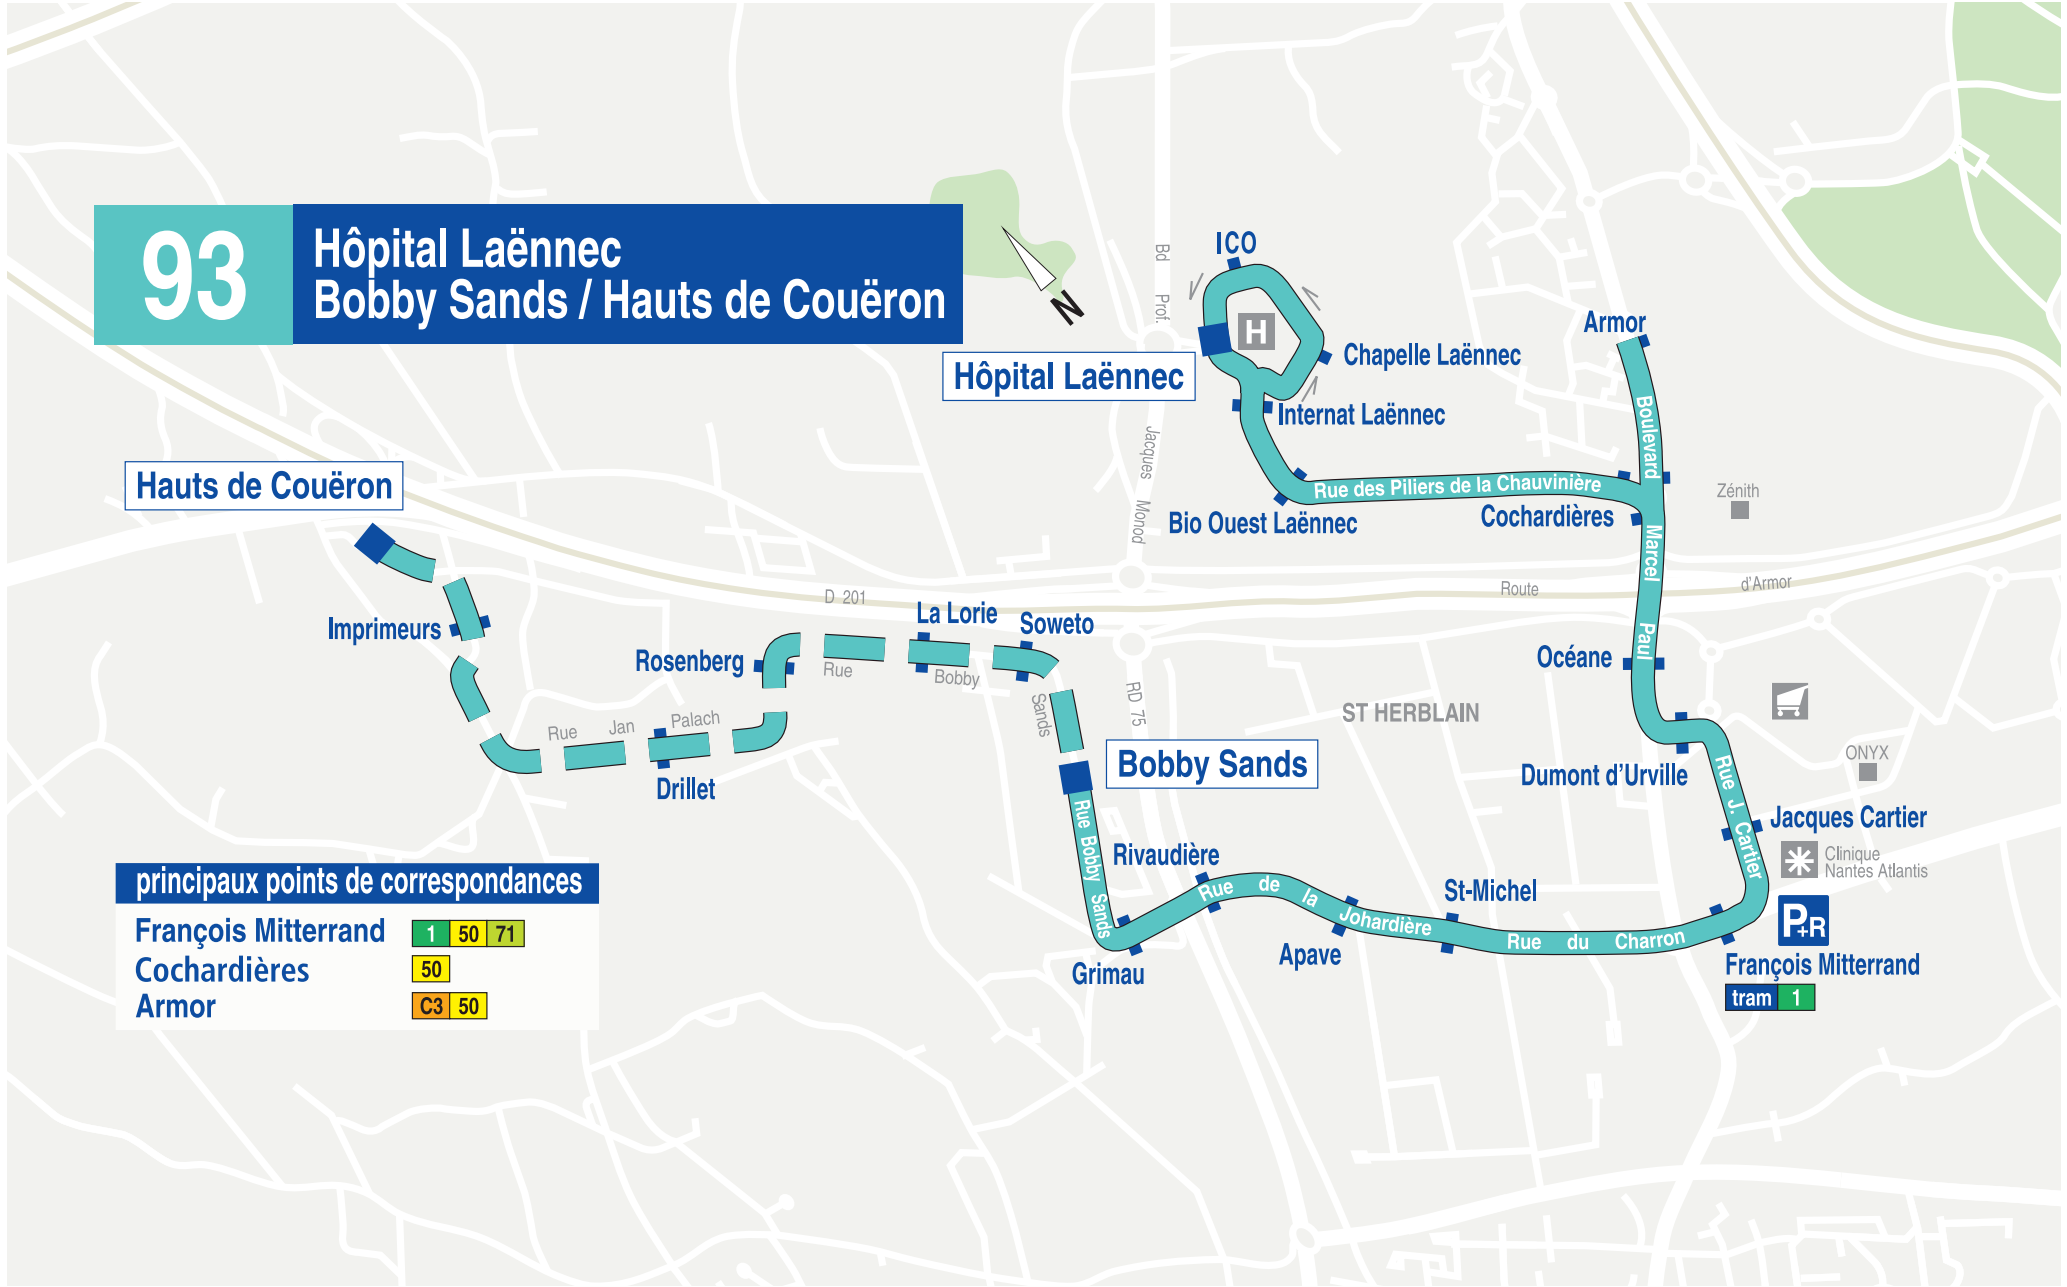 93
Hôpital Laënnec
Bobby Sands / Hauts de Couëron
N
Bd Prof. Jacques Monod
ICO
H
Hôpital Laënnec
Chapelle Laënnec
Internat Laënnec
Armor
Boulevard Marcel Paul
Rue des Piliers de la Chauvinière
Bio Ouest Laënnec
Cochardières
Zénith
Hauts de Couëron
Imprimeurs
D 201
Route d'Armor
La Lorie
Soweto
Rosenberg
Rue Bobby Sands
Rue Jan Palach
Drillet
RD 75
Océane
ST HERBLAIN
Bobby Sands
Dumont d'Urville
ONYX
Rue J. Cartier
Jacques Cartier
Clinique
Nantes Atlantis
Rue Bobby Sands
Rivaudière
Rue de la Johardière
St-Michel
Rue du Charron
Grimau
Apave
P+R
François Mitterrand
tram 1
principaux points de correspondances
François Mitterrand 1 50 71
Cochardières 50
Armor C3 50